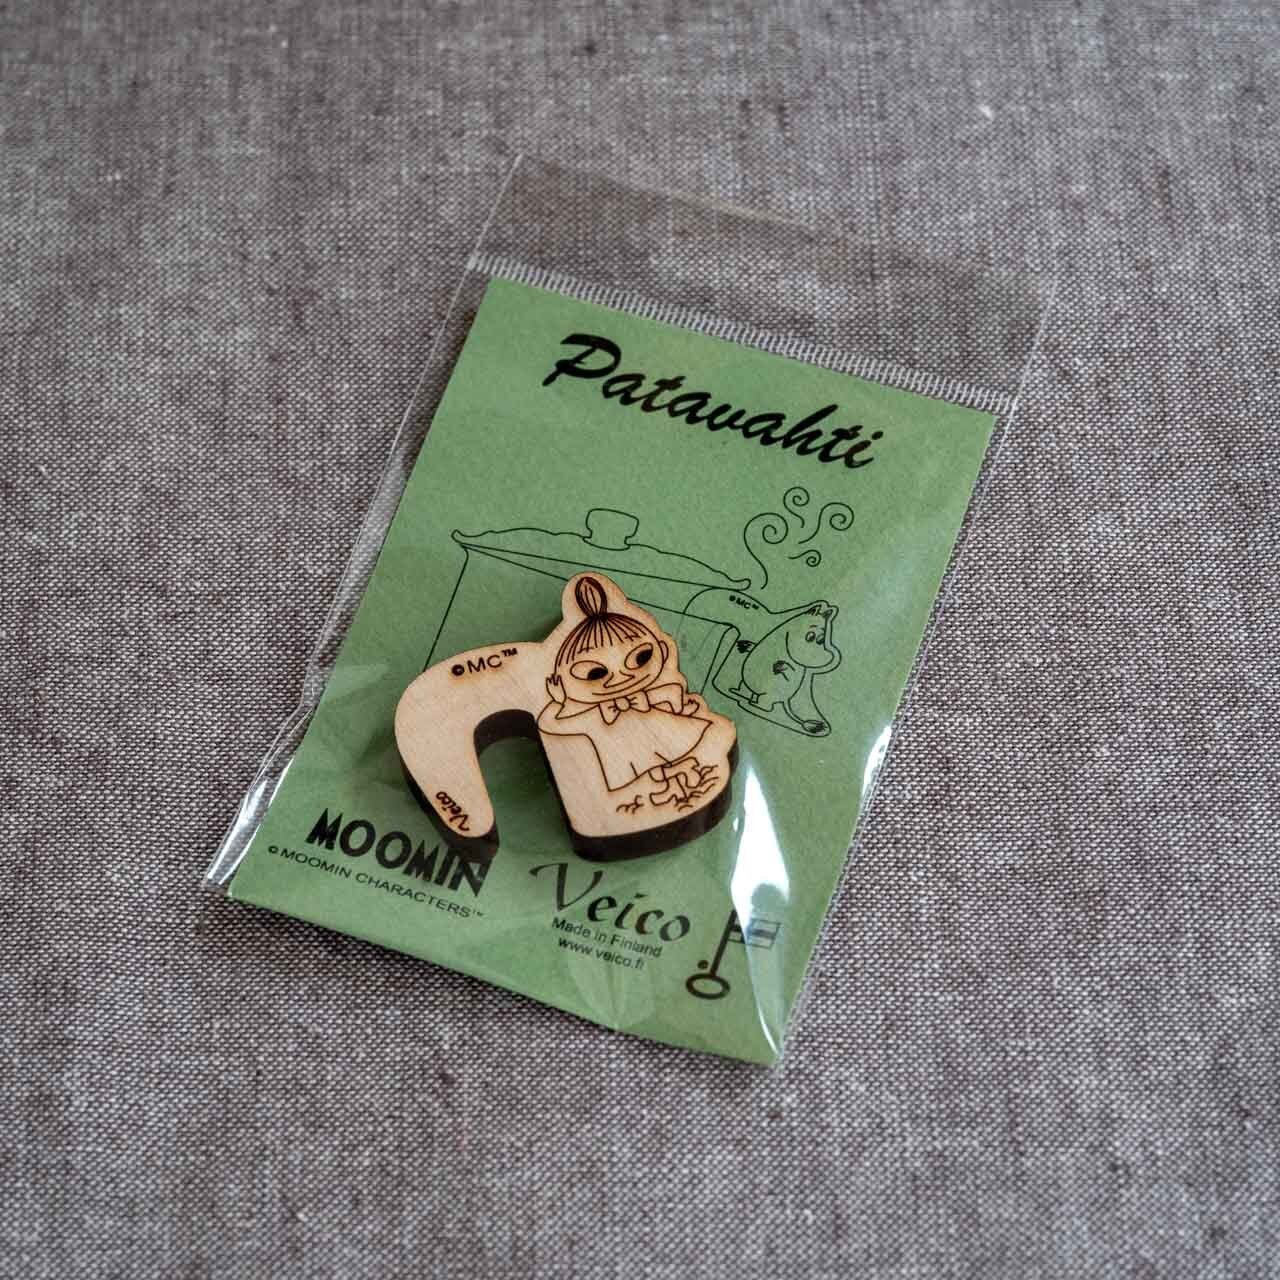 Patavahti
©MC™
©MC™
Veico
MOOMIN
©MOOMIN CHARACTERS™
Veico
Made in Finland
www.veico.fi